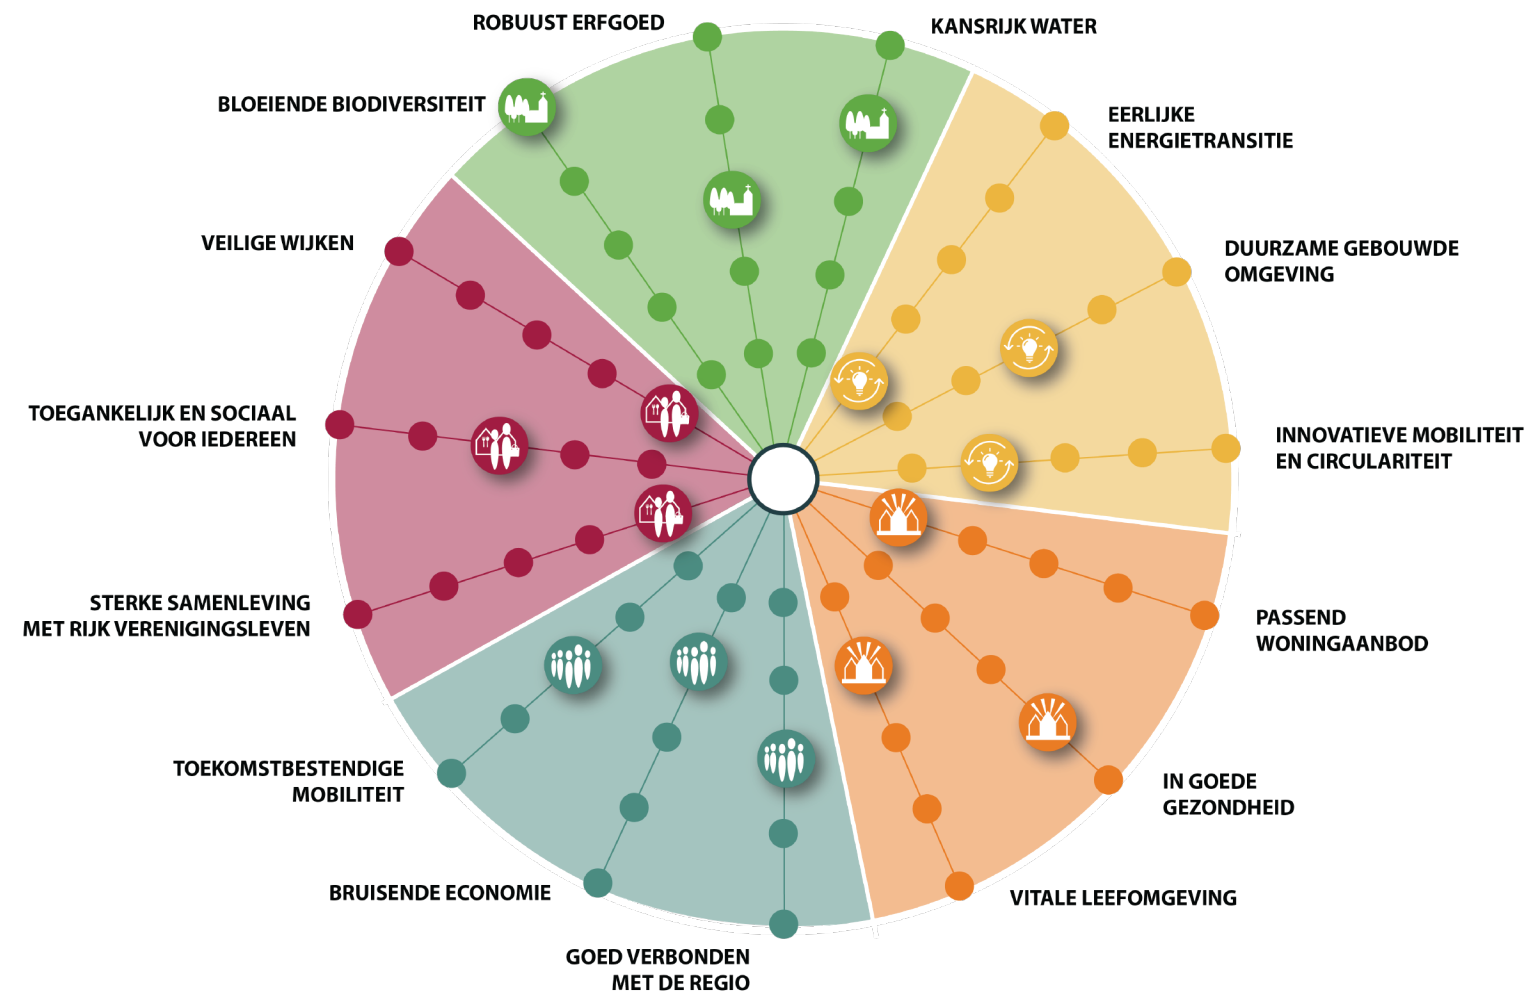 ROBUUST ERFGOED
KANSRIJK WATER
BLOEIENDE BIODIVERSITEIT
EERLIJKE
ENERGIETRANSITIE
VEILIGE WIJKEN
DUURZAME GEBOUWDE
OMGEVING
TOEGANKELIJK EN SOCIAAL
VOOR IEDEREEN
INNOVATIEVE MOBILITEIT
EN CIRCULARITEIT
STERKE SAMENLEVING
MET RIJK VERENIGINGSLEVEN
PASSEND
WONINGAANBOD
TOEKOMSTBESTENDIGE
MOBILITEIT
IN GOEDE
GEZONDHEID
BRUISENDE ECONOMIE
VITALE LEEFOMGEVING
GOED VERBONDEN
MET DE REGIO